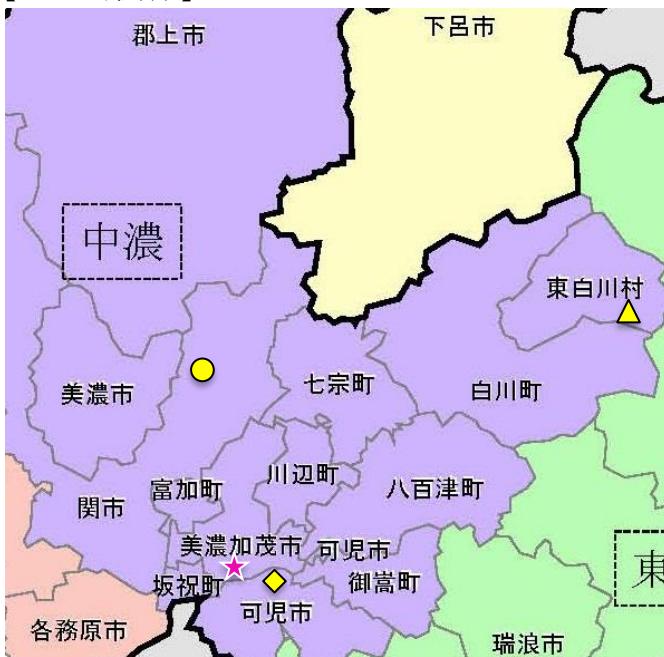 郡上市
下呂市
中濃
東白川村
美濃市
七宗町
白川町
関市
富加町
川辺町
八百津町
美濃加茂市
可児市
坂祝町
御嵩町
可児市
各務原市
瑞浪市
東